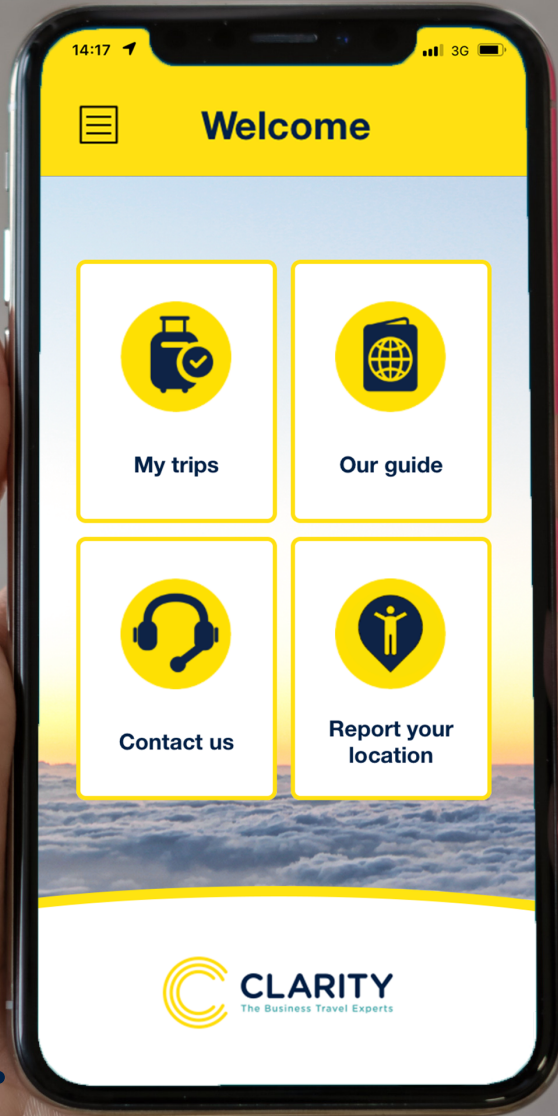 14:17
3G
Welcome
My trips
Our guide
Contact us
Report your
location
CLARITY
The Business Travel Experts